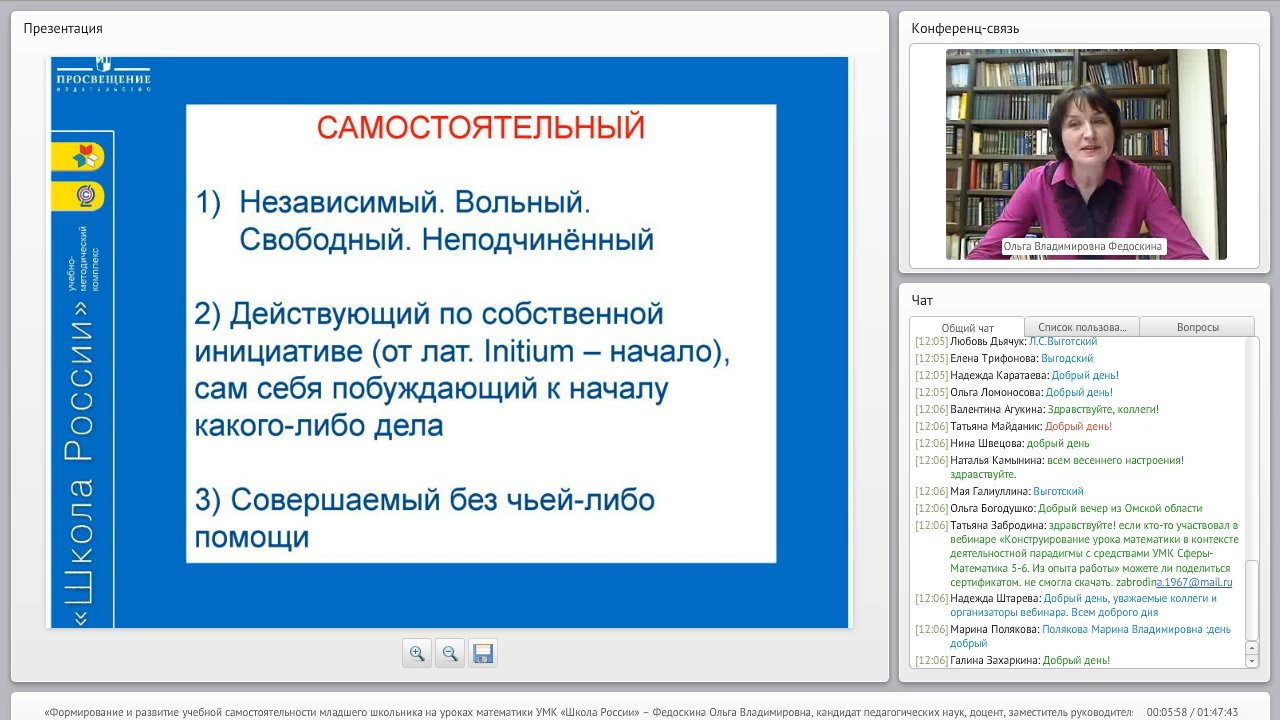 Презентация
ПРОСВЕЩЕНИЕ
ИЗДАТЕЛЬСТВО
«Школа России»
учебно-
методический
комплекс
САМОСТОЯТЕЛЬНЫЙ
1) Независимый. Вольный.
Свободный. Неподчинённый
2) Действующий по собственной
инициативе (от лат. Initium – начало),
сам себя побуждающий к началу
какого-либо дела
3) Совершаемый без чьей-либо
помощи
Конференц-связь
Ольга Владимировна Федоскина
Чат
Общий чат
Список пользова...
Вопросы
[12:05] Любовь Дьячук: Л.С.Выготский
[12:05] Елена Трифонова: Выгодский
[12:05] Надежда Каратаева: Добрый день!
[12:05] Ольга Ломоносова: Добрый день!
[12:06] Валентина Агукина: Здравствуйте, коллеги!
[12:06] Татьяна Майданик: Добрый день!
[12:06] Нина Швецова: добрый день
[12:06] Наталья Камынина: всем весеннего настроения!
здравствуйте.
[12:06] Мая Галиуллина: Выготский
[12:06] Ольга Богодушко: Добрый вечер из Омской области
[12:06] Татьяна Забродина: здравствуйте! если кто-то участвовал в
вебинаре «Конструирование урока математики в контексте
деятельностной парадигмы с средствами УМК Сферы-
Математика 5-6. Из опыта работы» можете ли поделиться
сертификатом. не смогла скачать. zabrodina.1967@mail.ru
[12:06] Надежда Штарева: Добрый день, уважаемые коллеги и
организаторы вебинара. Всем доброго дня
[12:06] Марина Полякова: Полякова Марина Владимировна :день
добрый
[12:06] Галина Захаркина: Добрый день!
«Формирование и развитие учебной самостоятельности младшего школьника на уроках математики УМК «Школа России» – Федоскина Ольга Владимировна, кандидат педагогических наук, доцент, заместитель руководител
00:05:58 / 01:47:43